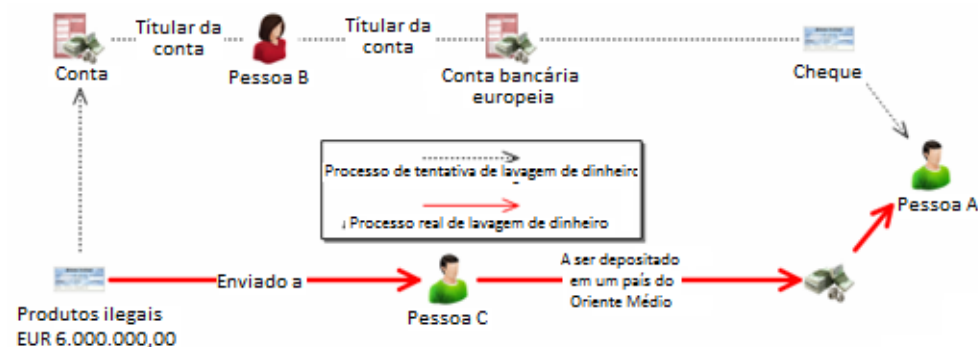 Títular da
conta
Títular da
conta
Conta
Pessoa B
Conta bancária
europeia
Cheque
Processo de tentativa de lavagem de dinheiro
Processo real de lavagem de dinheiro
Pessoa A
Enviado a
A ser depositado
em um país do
Oriente Médio
Pessoa C
Produtos ilegais
EUR 6.000.000,00